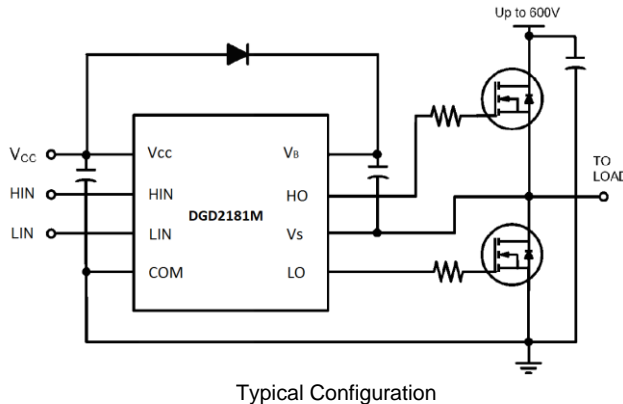 Up to 600V
Vcc
Vcc
VB
HIN
HIN
HO
TO
LOAD
DGD2181M
LIN
LIN
Vs
COM
LO
Typical Configuration